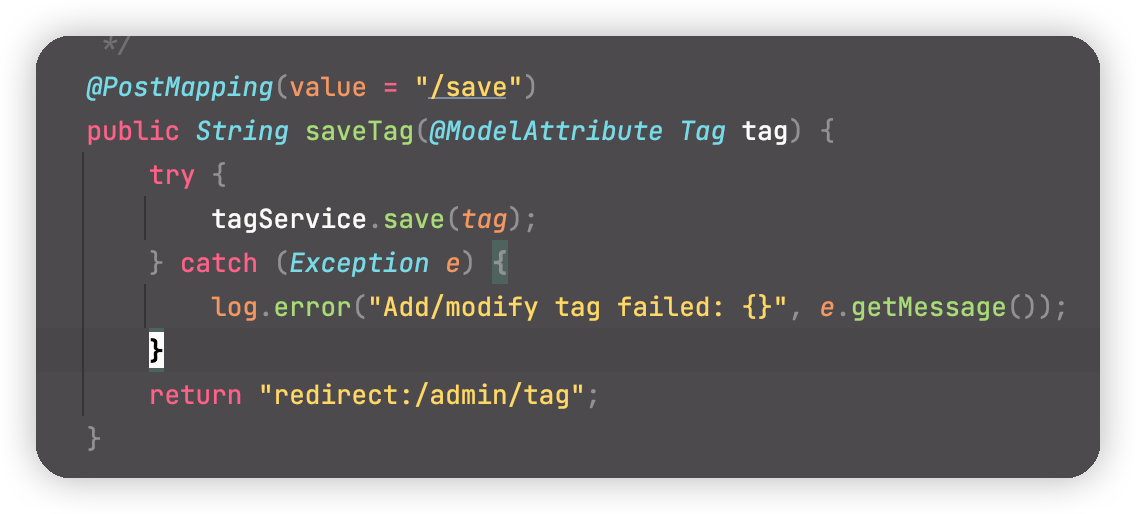 */
@PostMapping(value = "/save")
public String saveTag(@ModelAttribute Tag tag) {
    try {
        tagService.save(tag);
    } catch (Exception e) {
        log.error("Add/modify tag failed: {}", e.getMessage());
    }
    return "redirect:/admin/tag";
}